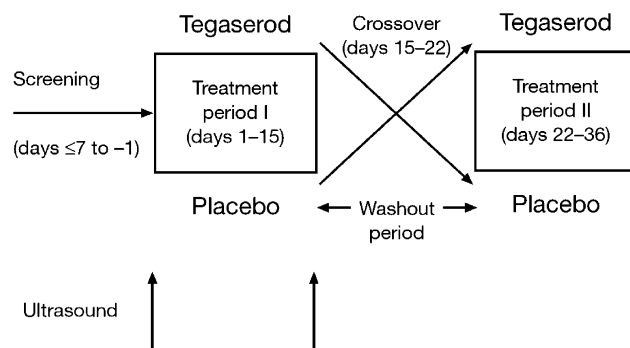 Tegaserod
Crossover
(days 15–22)
Tegaserod
Screening
(days ≤7 to –1)
Treatment
period I
(days 1–15)
Treatment
period II
(days 22–36)
Placebo
Washout
period
Placebo
Ultrasound